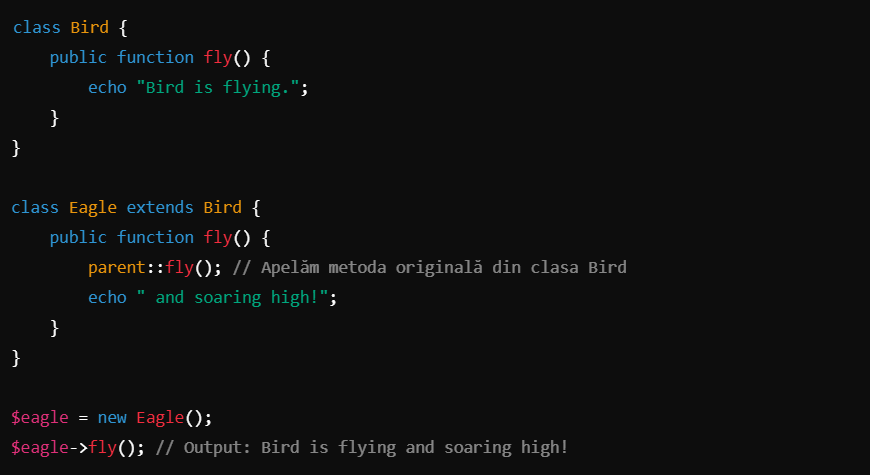 class Bird {
    public function fly() {
        echo "Bird is flying.";
    }
}

class Eagle extends Bird {
    public function fly() {
        parent::fly(); // Apelăm metoda originală din clasa Bird
        echo " and soaring high!";
    }
}

$eagle = new Eagle();
$eagle->fly(); // Output: Bird is flying and soaring high!